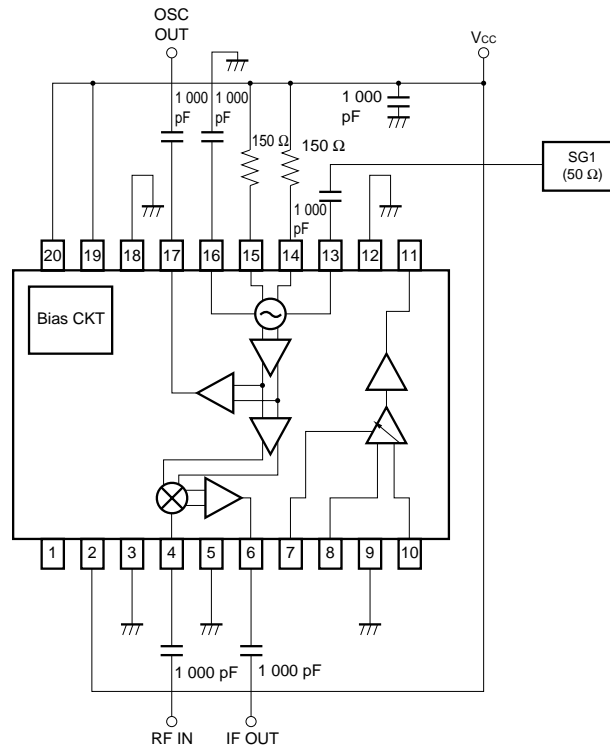 OSC
OUT
VCC
1 000
pF
1 000
pF
150 Ω
150 Ω
1 000
pF
1 000
pF
SG1
(50 Ω)
20 19 18 17 16 15 14 13 12 11
Bias CKT
1 2 3 4 5 6 7 8 9 10
1 000 pF
1 000 pF
RF IN
IF OUT